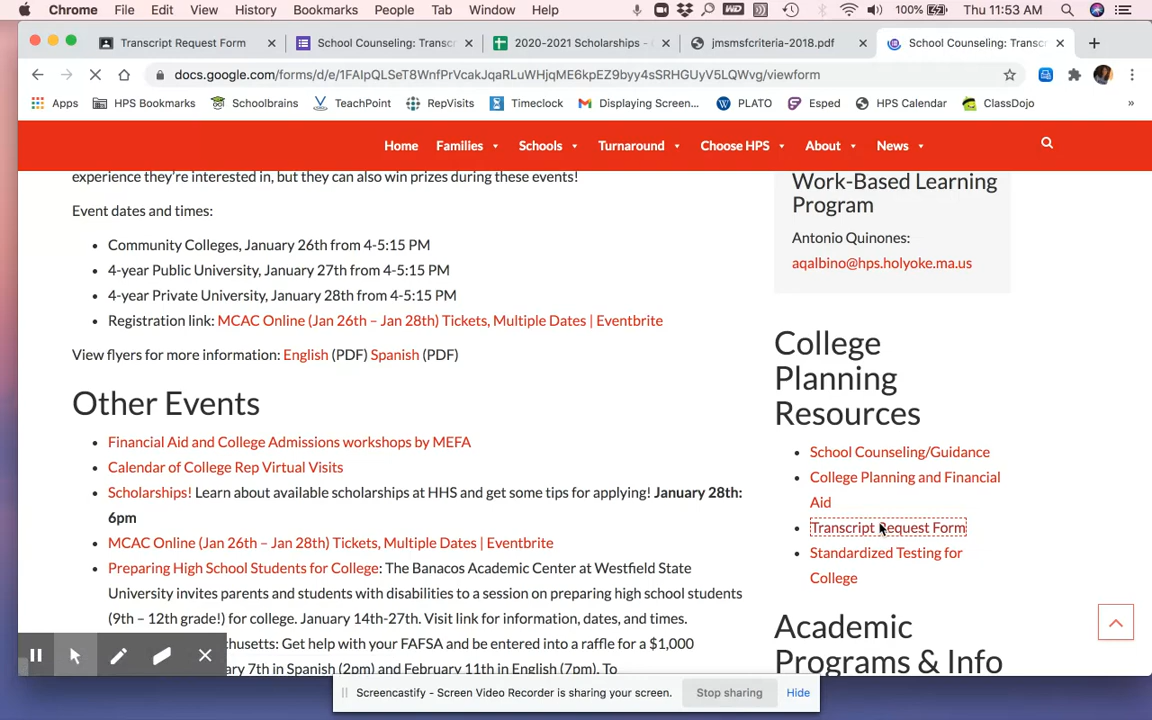 Chrome File Edit View History Bookmarks People Tab Window Help 100% Thu 11:53 AM
Transcript Request Form × School Counseling: Transc × 2020-2021 Scholarships - × jmsmsfcriteria-2018.pdf × School Counseling: Transc × +
docs.google.com/forms/d/e/1FAIpQLSeT8WnfPrVcakJqaRLuWHjqME6kpEZ9byy4sSRHGUyV5LQWvg/viewform
Apps HPS Bookmarks Schoolbrains TeachPoint RepVisits Timeclock Displaying Screen... PLATO Esped HPS Calendar ClassDojo »
Home Families Schools Turnaround Choose HPS About News
experience they're interested in, but they can also win prizes during these events!
Event dates and times:
• Community Colleges, January 26th from 4-5:15 PM
• 4-year Public University, January 27th from 4-5:15 PM
• 4-year Private University, January 28th from 4-5:15 PM
• Registration link: MCAC Online (Jan 26th – Jan 28th) Tickets, Multiple Dates | Eventbrite
View flyers for more information: English (PDF) Spanish (PDF)
Other Events
• Financial Aid and College Admissions workshops by MEFA
• Calendar of College Rep Virtual Visits
• Scholarships! Learn about available scholarships at HHS and get some tips for applying! January 28th:
6pm
• MCAC Online (Jan 26th – Jan 28th) Tickets, Multiple Dates | Eventbrite
• Preparing High School Students for College: The Banacos Academic Center at Westfield State
University invites parents and students with disabilities to a session on preparing high school students
(9th – 12th grade!) for college. January 14th-27th. Visit link for information, dates, and times.
chusetts: Get help with your FAFSA and be entered into a raffle for a $1,000
ary 7th in Spanish (2pm) and February 11th in English (7pm). To
Work-Based Learning
Program
Antonio Quinones:
aqalbino@hps.holyoke.ma.us
College
Planning
Resources
• School Counseling/Guidance
• College Planning and Financial
Aid
• Transcript Request Form
• Standardized Testing for
College
Academic
Programs & Info
Screencastify - Screen Video Recorder is sharing your screen. Stop sharing Hide